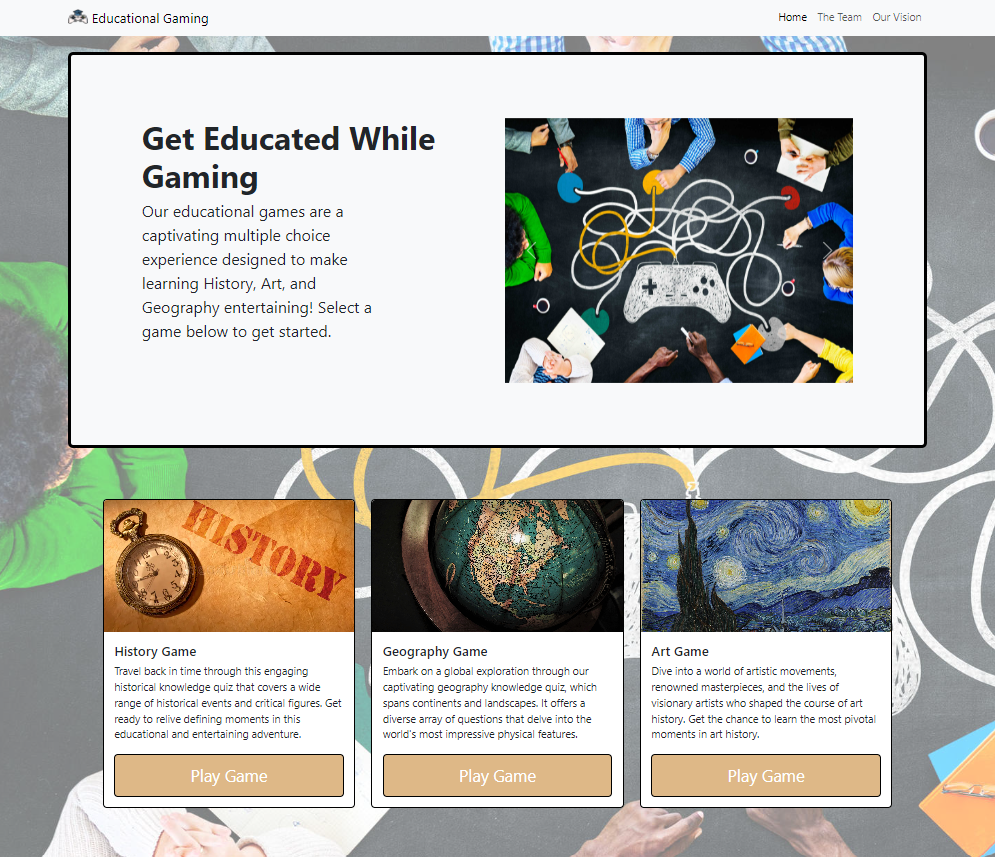 Educational Gaming
Home The Team Our Vision
Get Educated While
Gaming
Our educational games are a
captivating multiple choice
experience designed to make
learning History, Art, and
Geography entertaining! Select a
game below to get started.
HISTORY
History Game
Travel back in time through this engaging
historical knowledge quiz that covers a wide
range of historical events and critical figures. Get
ready to relive defining moments in this
educational and entertaining adventure.
Play Game
Geography Game
Embark on a global exploration through our
captivating geography knowledge quiz, which
spans continents and landscapes. It offers a
diverse array of questions that delve into the
world's most impressive physical features.
Play Game
Art Game
Dive into a world of artistic movements,
renowned masterpieces, and the lives of
visionary artists who shaped the course of art
history. Get the chance to learn the most pivotal
moments in art history.
Play Game